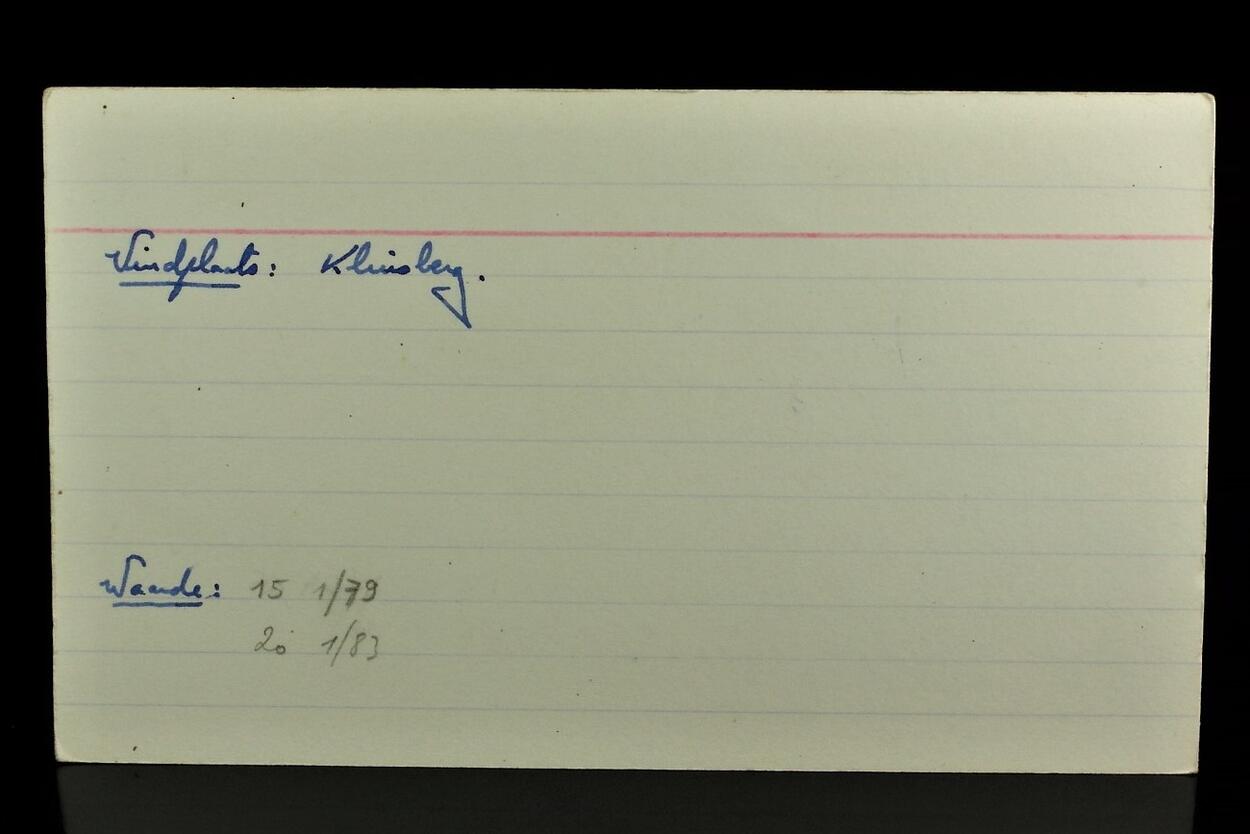 Vindplaats: Kluisberg.
Waarde: 15 1/79
20 1/83